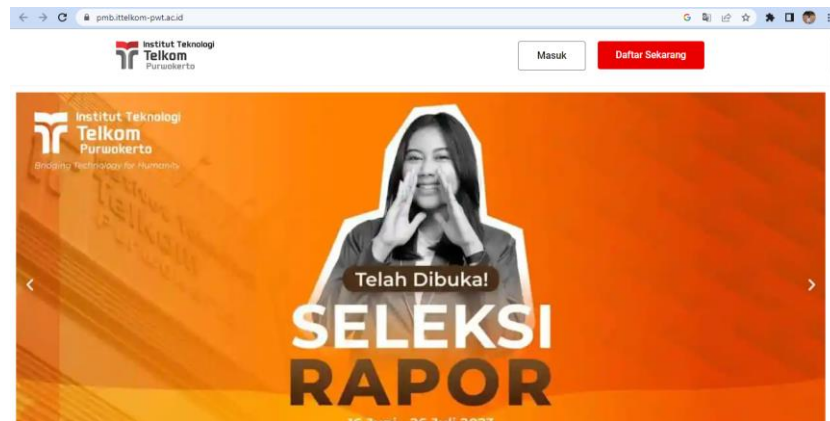 pmb.ittelkom-pwt.ac.id
Institut Teknologi
Telkom
Purwokerto
Masuk
Daftar Sekarang
Institut Teknologi
Telkom
Purwokerto
Bridging Technology for Humanity
Telah Dibuka!
SELEKSI
RAPOR